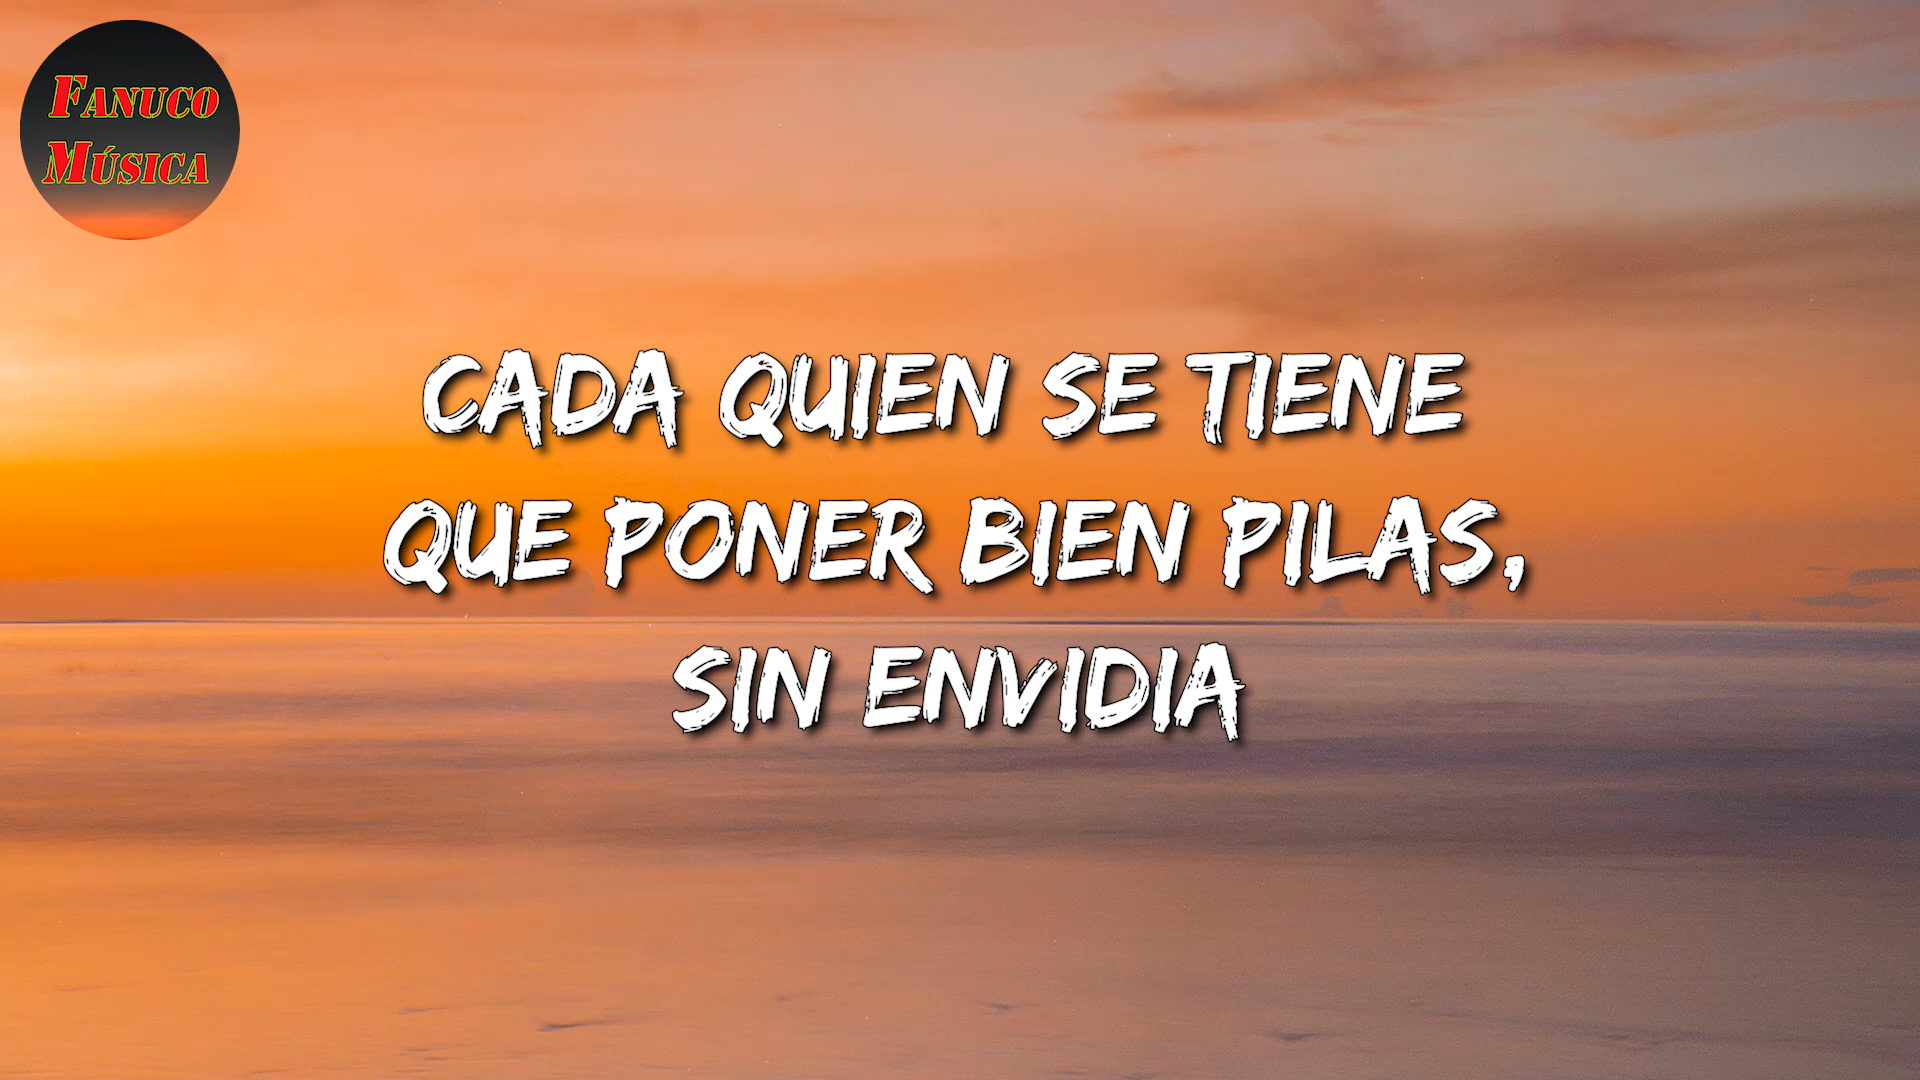 FANUCO
MÚSICA
CADA QUIEN SE TIENE
QUE PONER BIEN PILAS,
SIN ENVIDIA